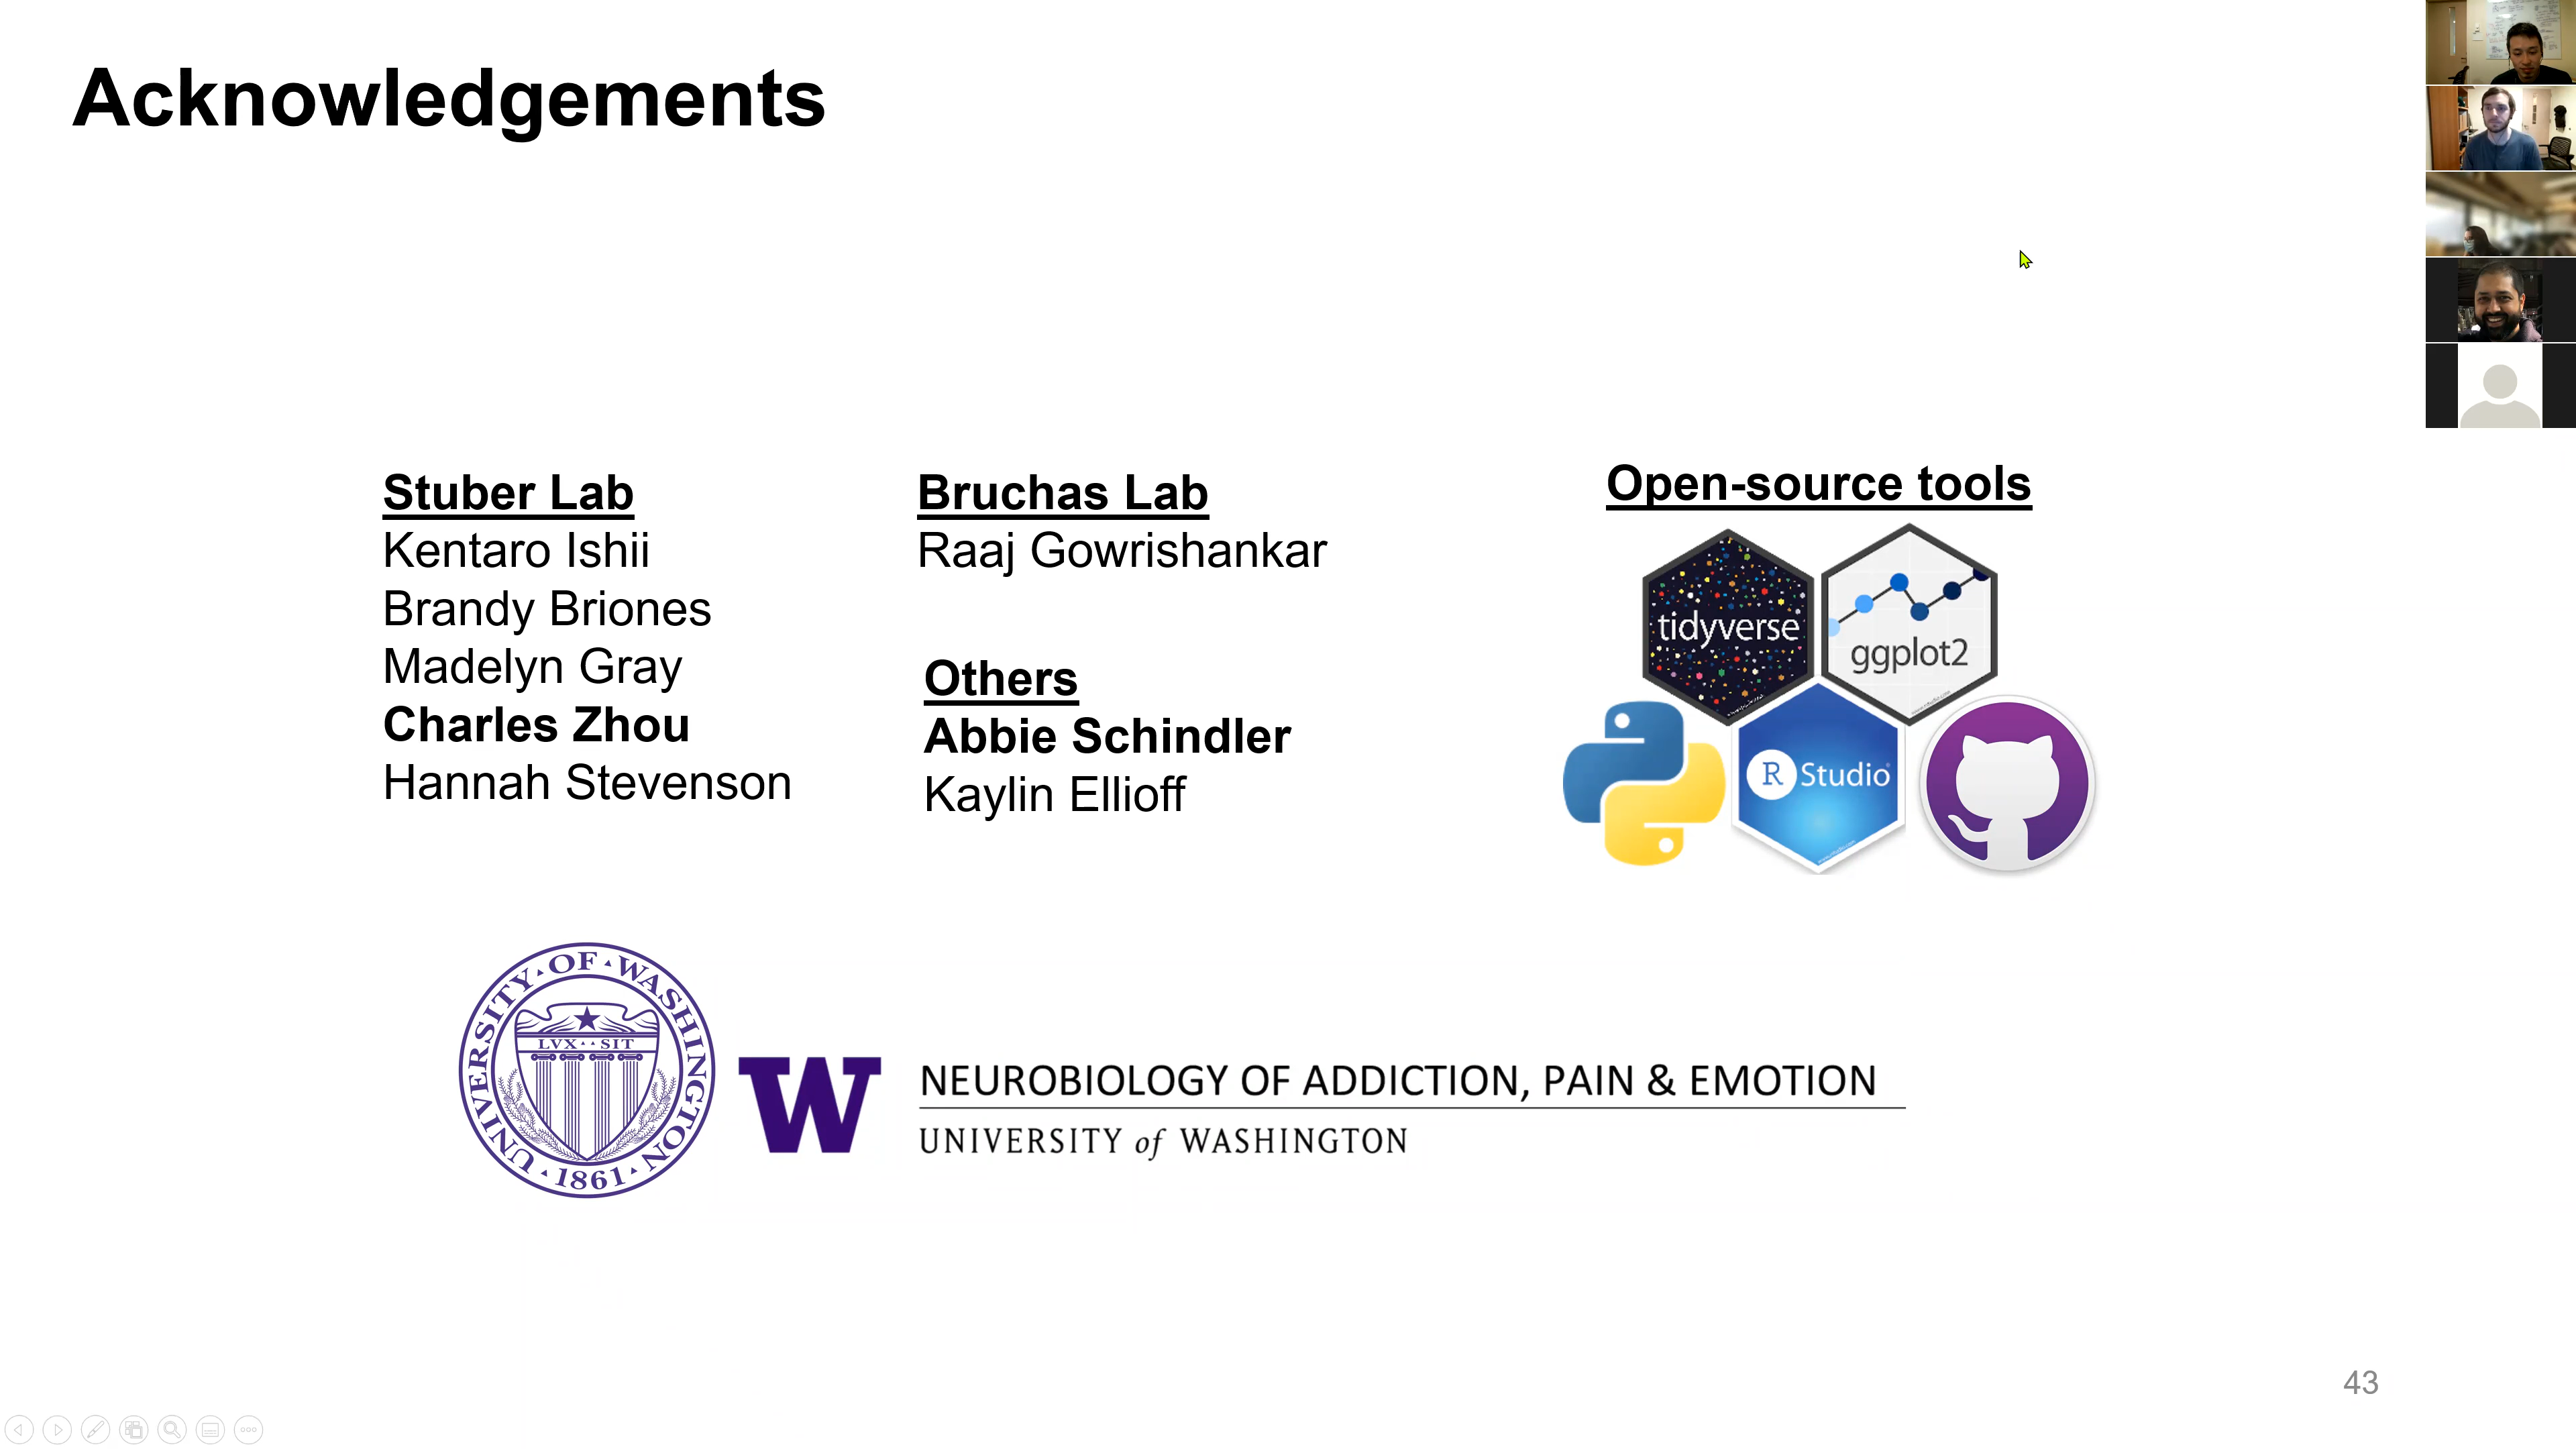 Acknowledgements
Stuber Lab
Kentaro Ishii
Brandy Briones
Madelyn Gray
Charles Zhou
Hannah Stevenson
Bruchas Lab
Raaj Gowrishankar
Others
Abbie Schindler
Kaylin Ellioff
Open-source tools
tidyverse
ggplot2
R Studio
UNIVERSITY · OF · WASHINGTON
LVX · · SIT
· 1861 ·
W
NEUROBIOLOGY OF ADDICTION, PAIN & EMOTION
UNIVERSITY of WASHINGTON
43